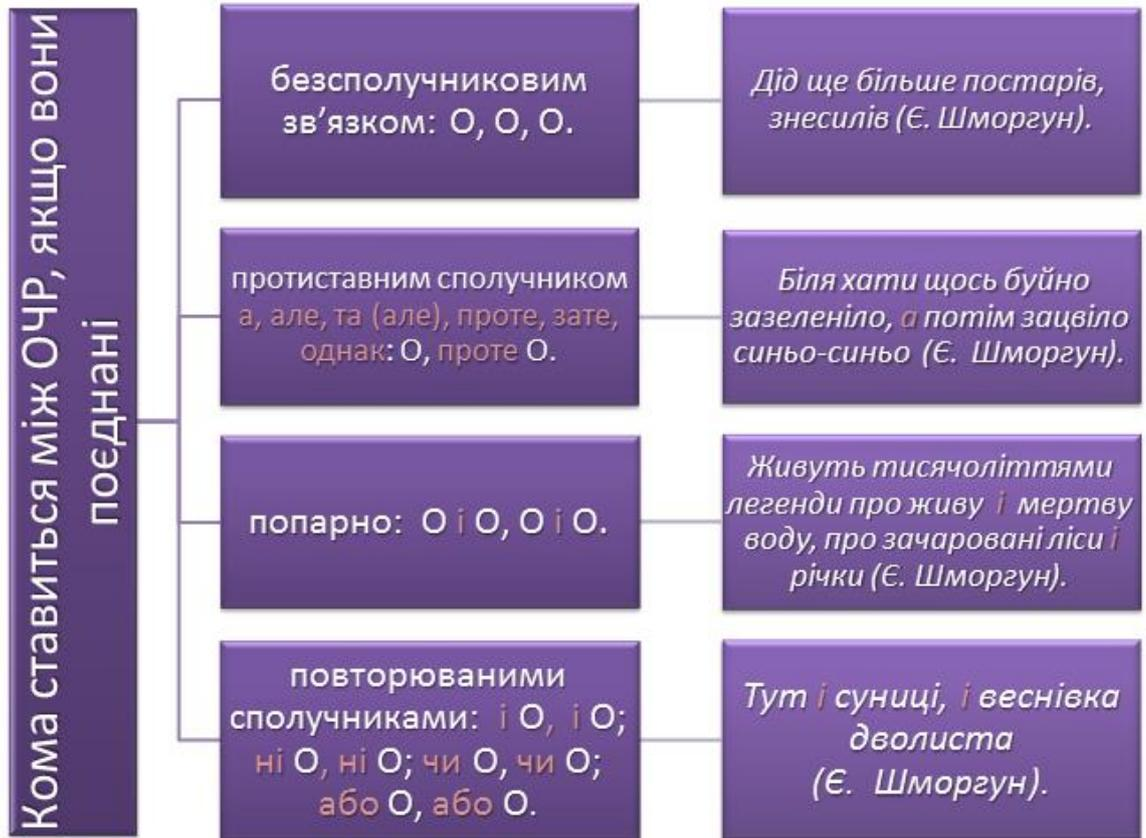 Кома ставиться між ОЧР, якщо вони
поєднані
безсполучниковим
зв’язком: О, О, О.
Дід ще більше постарів,
знесилів (Є. Шморгун).
протиставним сполучником
а, але, та (але), проте, зате,
однак: О, проте О.
Біля хати щось буйно
зазеленіло, а потім зацвіло
синьо-синьо (Є. Шморгун).
попарно: О і О, О і О.
Живуть тисячоліттями
легенди про живу і мертву
воду, про зачаровані ліси і
річки (Є. Шморгун).
повторюваними
сполучниками: і О, і О;
ні О, ні О; чи О, чи О;
або О, або О.
Тут і суниці, і веснівка
дволиста
(Є. Шморгун).